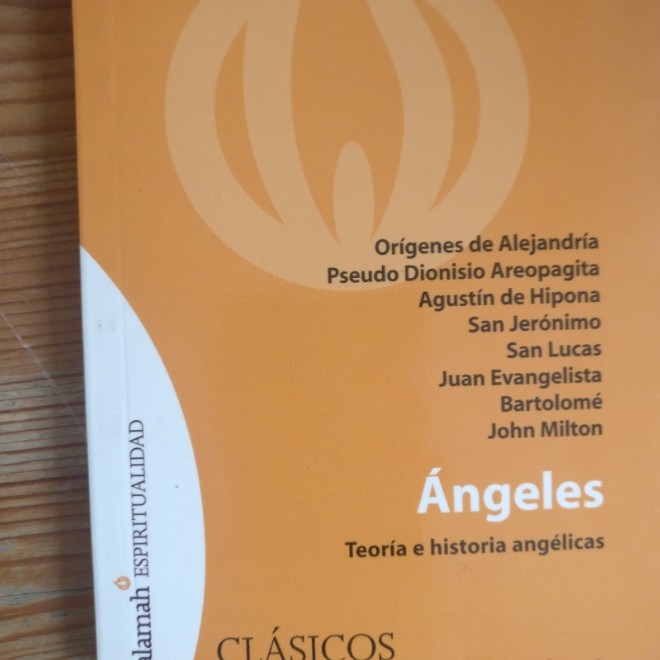 Orígenes de Alejandría
Pseudo Dionisio Areopagita
Agustín de Hipona
San Jerónimo
San Lucas
Juan Evangelista
Bartolomé
John Milton
Ángeles
Teoría e historia angélicas
alamah ESPIRITUALIDAD
CLÁSICOS